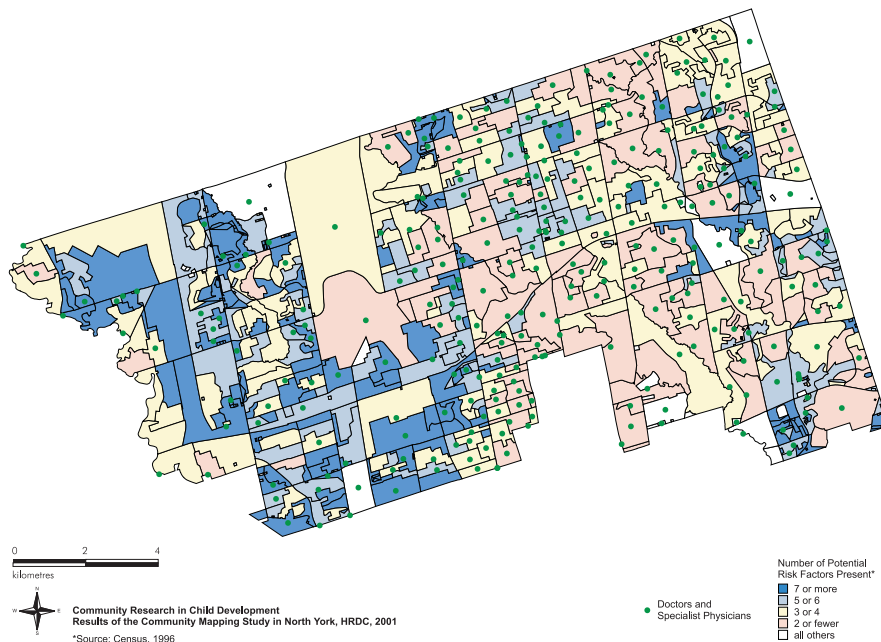 0 2 4
kilometres
N
W E
S
Community Research in Child Development
Results of the Community Mapping Study in North York, HRDC, 2001
*Source: Census, 1996
Doctors and
Specialist Physicians
Number of Potential
Risk Factors Present*
7 or more
5 or 6
3 or 4
2 or fewer
all others